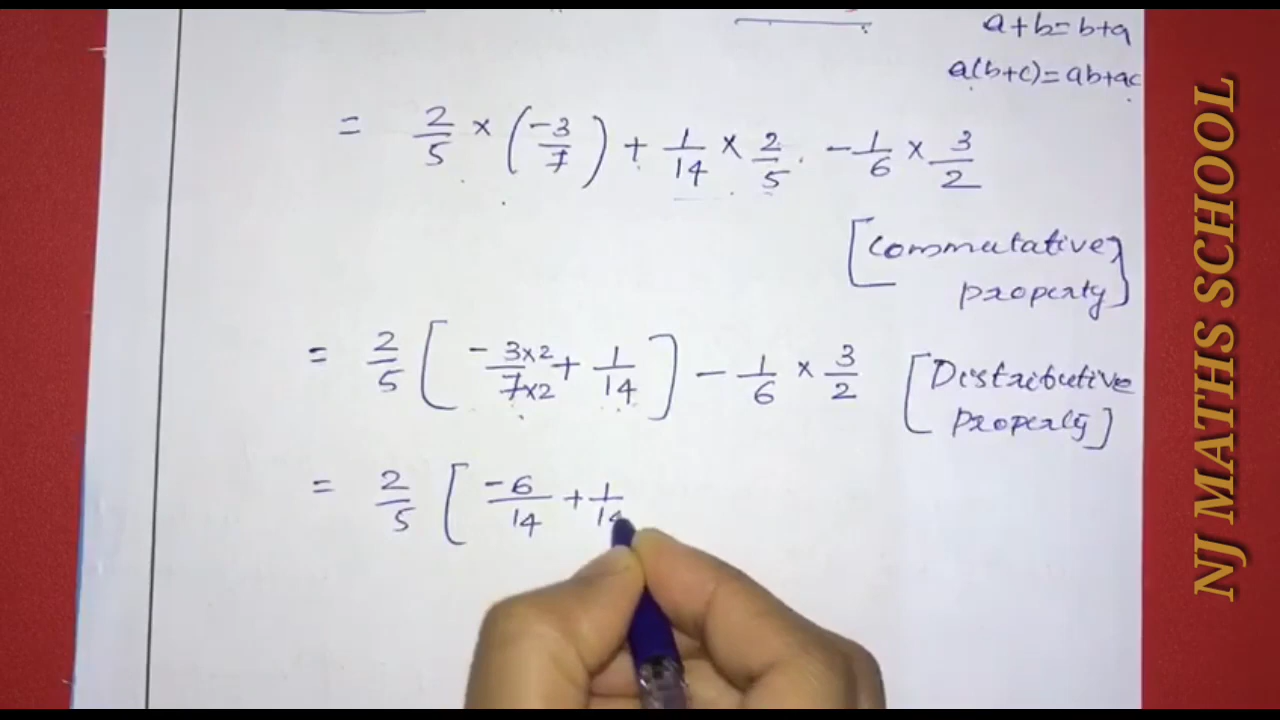 a+b=b+a
a(b+c)=ab+ac
= 2/5 × (-3/7) + 1/14 × 2/5 - 1/6 × 3/2
[Commutative property]
= 2/5 [ - 3×2/7×2 + 1/14 ] - 1/6 × 3/2 [Distributive property]
= 2/5 [ -6/14 + 1/14
NJ MATHS SCHOOL